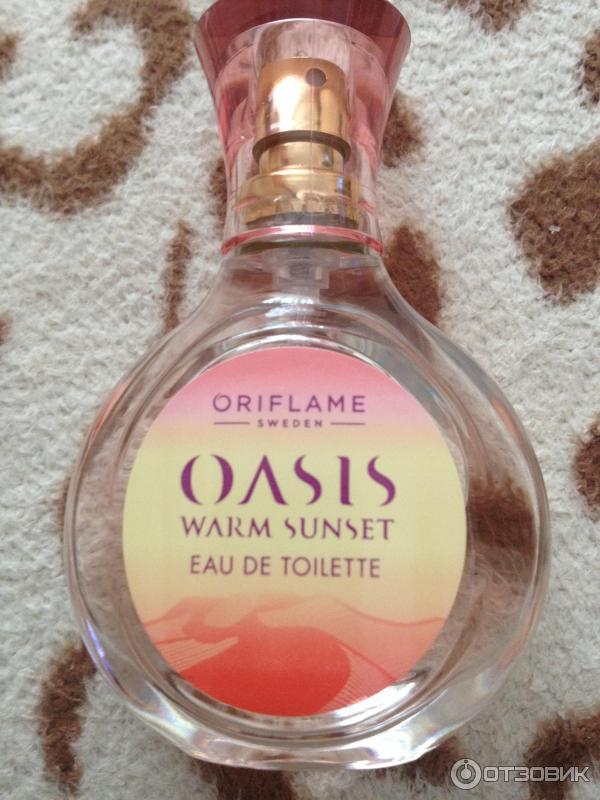 ORIFLAME
SWEDEN
OASIS
WARM SUNSET
EAU DE TOILETTE
ОТЗОВИК